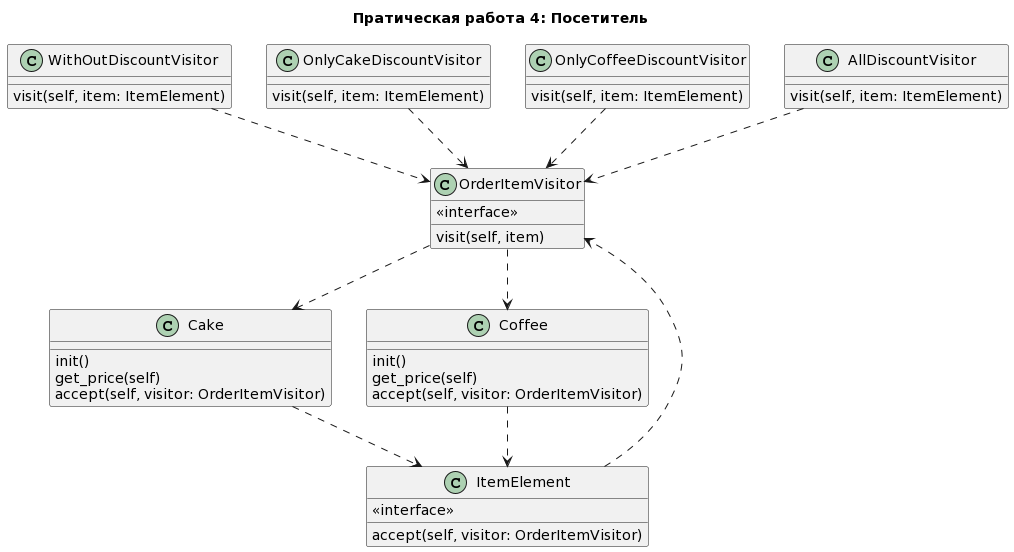 Пратическая работа 4: Посетитель
C WithOutDiscountVisitor
visit(self, item: ItemElement)
C OnlyCakeDiscountVisitor
visit(self, item: ItemElement)
C OnlyCoffeeDiscountVisitor
visit(self, item: ItemElement)
C AllDiscountVisitor
visit(self, item: ItemElement)
C OrderItemVisitor
«interface»
visit(self, item)
C Cake
init()
get_price(self)
accept(self, visitor: OrderItemVisitor)
C Coffee
init()
get_price(self)
accept(self, visitor: OrderItemVisitor)
C ItemElement
«interface»
accept(self, visitor: OrderItemVisitor)